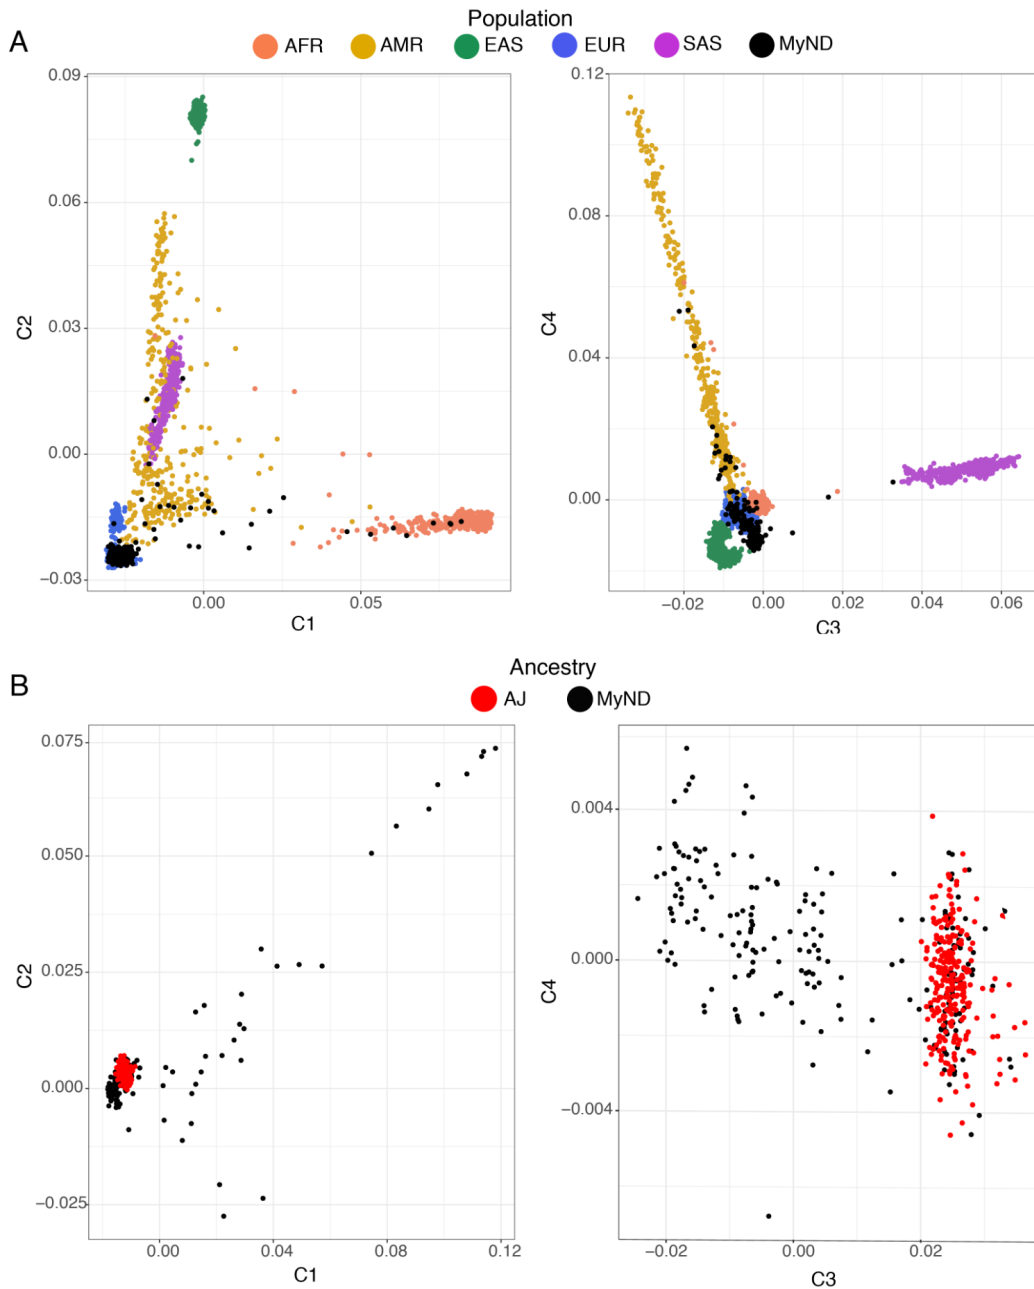 A
Population
AFR AMR EAS EUR SAS MyND
0.09
0.06
0.03
0.00
−0.03
C2
0.00 0.05
C1
0.12
0.08
0.04
0.00
C4
−0.02 0.00 0.02 0.04 0.06
C3
B
Ancestry
AJ MyND
0.075
0.050
0.025
0.000
−0.025
C2
0.00 0.04 0.08 0.12
C1
0.004
0.000
−0.004
C4
−0.02 0.00 0.02
C3